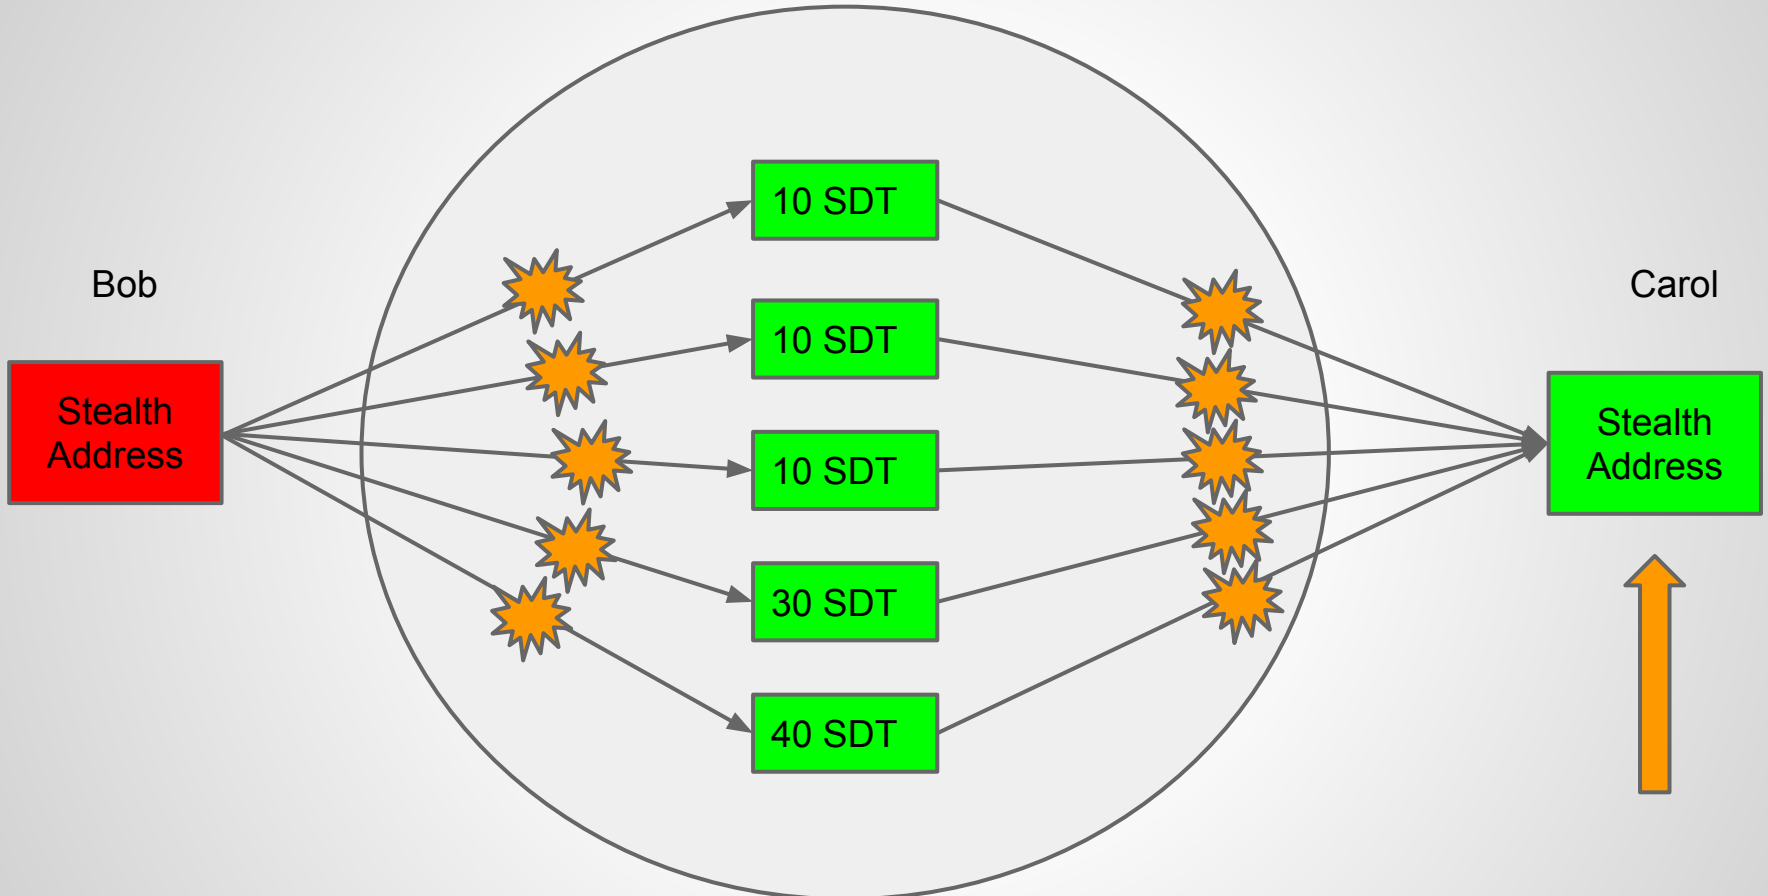 Bob
Stealth
Address
10 SDT
10 SDT
10 SDT
30 SDT
40 SDT
Carol
Stealth
Address